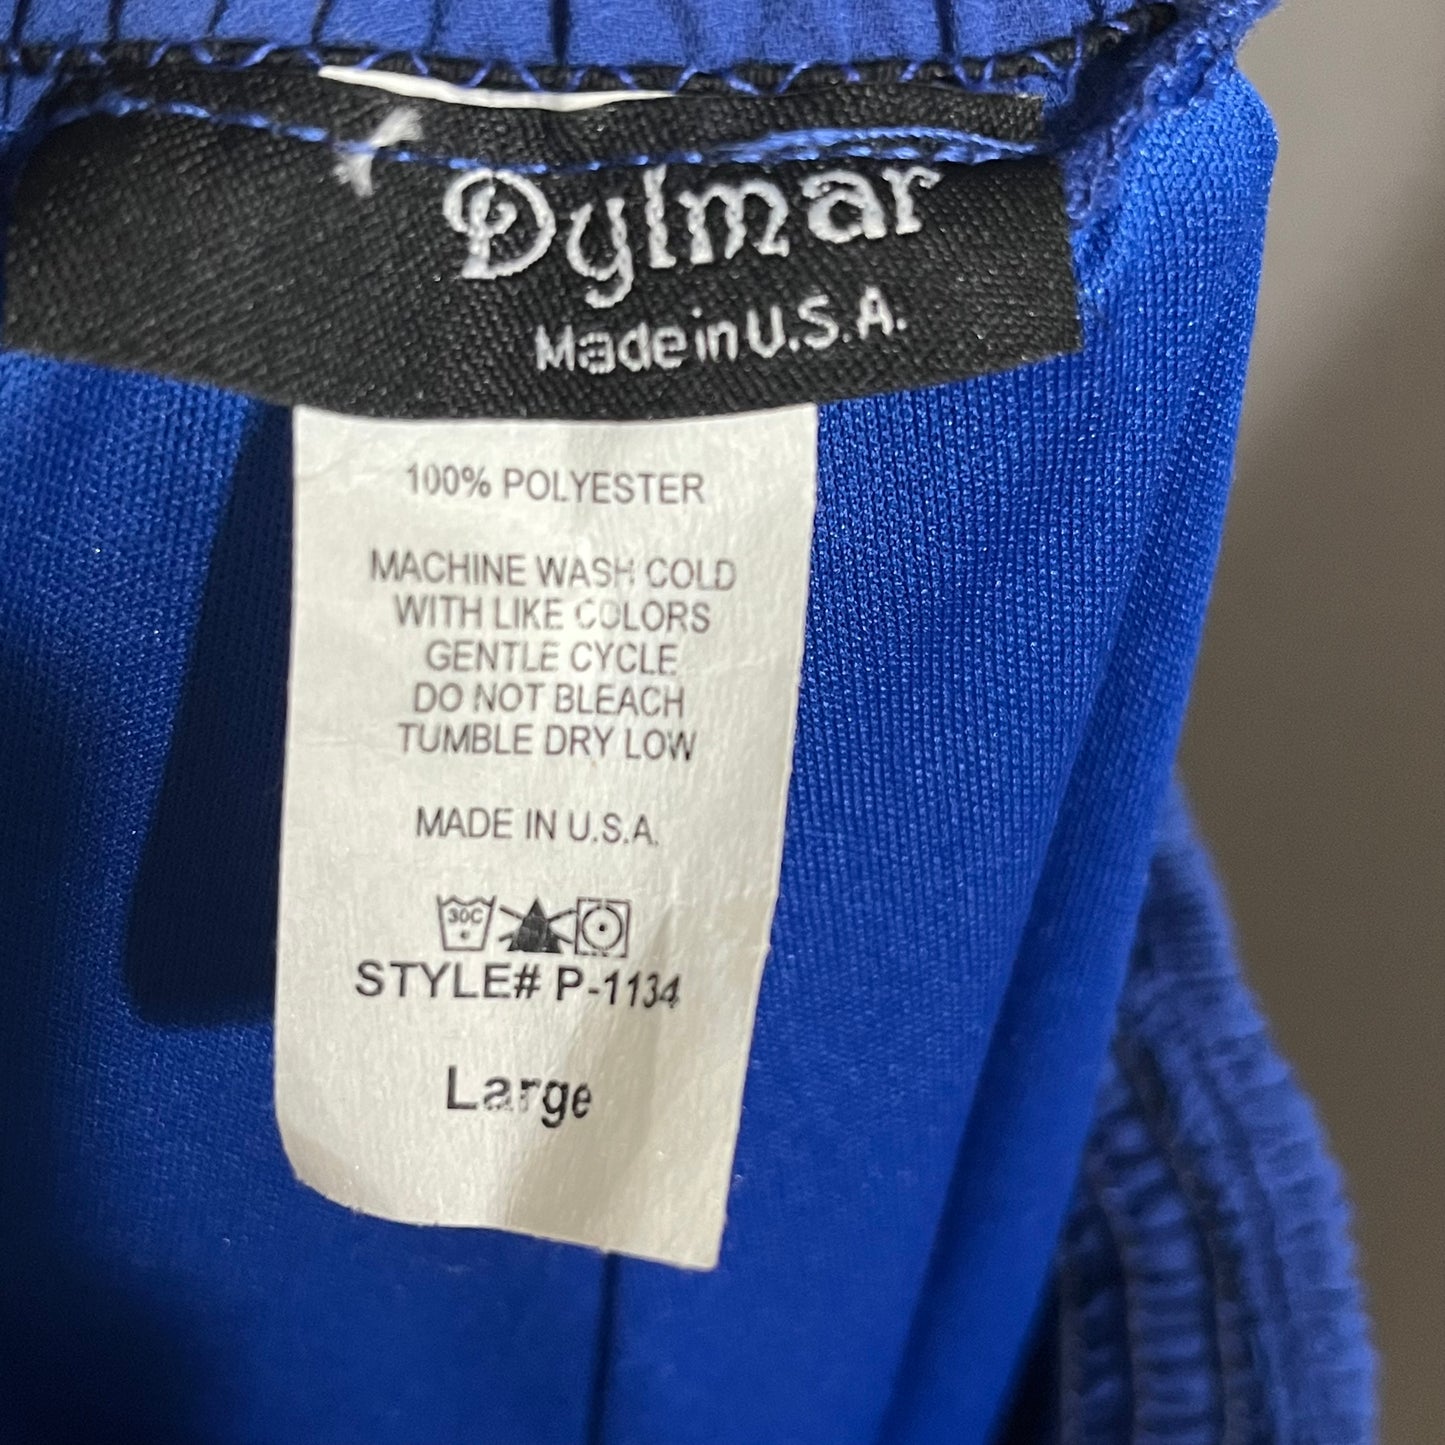 Dylmar
Made in U.S.A.
100% POLYESTER
MACHINE WASH COLD
WITH LIKE COLORS
GENTLE CYCLE
DO NOT BLEACH
TUMBLE DRY LOW
MADE IN U.S.A.
30C
STYLE# P-1134
Large